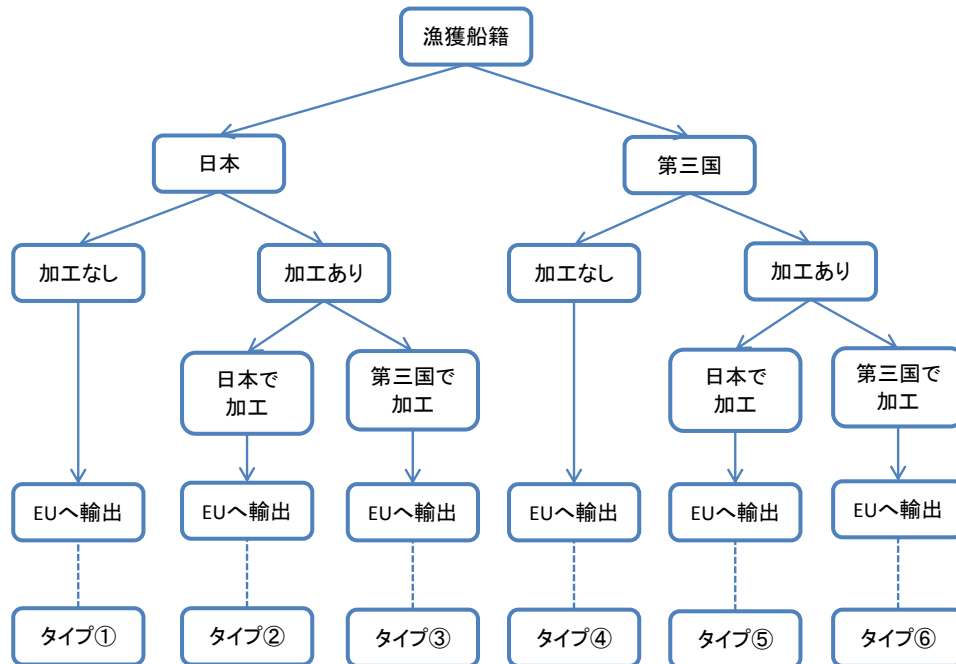 漁獲船籍
日本
第三国
加工なし
加工あり
加工なし
加工あり
日本で
加工
第三国で
加工
日本で
加工
第三国で
加工
EUへ輸出
EUへ輸出
EUへ輸出
EUへ輸出
EUへ輸出
EUへ輸出
タイプ①
タイプ②
タイプ③
タイプ④
タイプ⑤
タイプ⑥